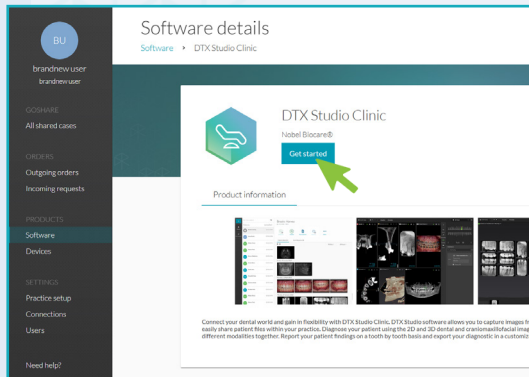 Software details
Software › DTX Studio Clinic
BU
brandnew user
brandnew user
GOSHARE
All shared cases
ORDERS
Outgoing orders
Incoming requests
PRODUCTS
Software
Devices
SETTINGS
Practice setup
Connections
Users
Need help?
DTX Studio Clinic
Nobel Biocare®
Get started
Product information
Connect your dental world and gain in flexibility with DTX Studio Clinic. DTX Studio software allows you to capture images
easily share patient files within your practice. Diagnose your patient using the 2D and 3D dental and craniomaxillofacial
different modalities together. Report your patient findings on a tooth by tooth basis and export your diagnostic in a